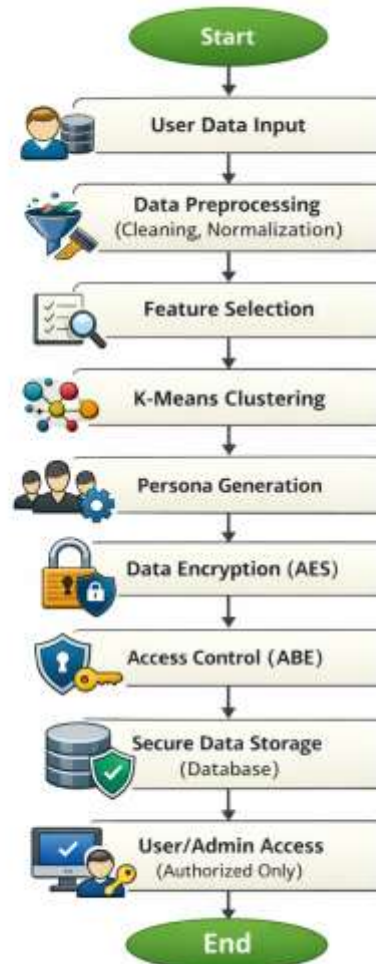 Start
User Data Input
Data Preprocessing
(Cleaning, Normalization)
Feature Selection
K-Means Clustering
Persona Generation
Data Encryption (AES)
Access Control (ABE)
Secure Data Storage
(Database)
User/Admin Access
(Authorized Only)
End